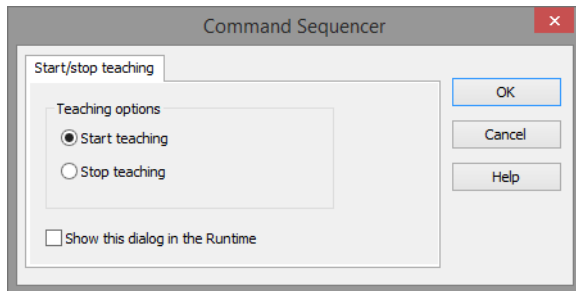 Command Sequencer
Start/stop teaching
Teaching options
Start teaching
Stop teaching
Show this dialog in the Runtime
OK
Cancel
Help